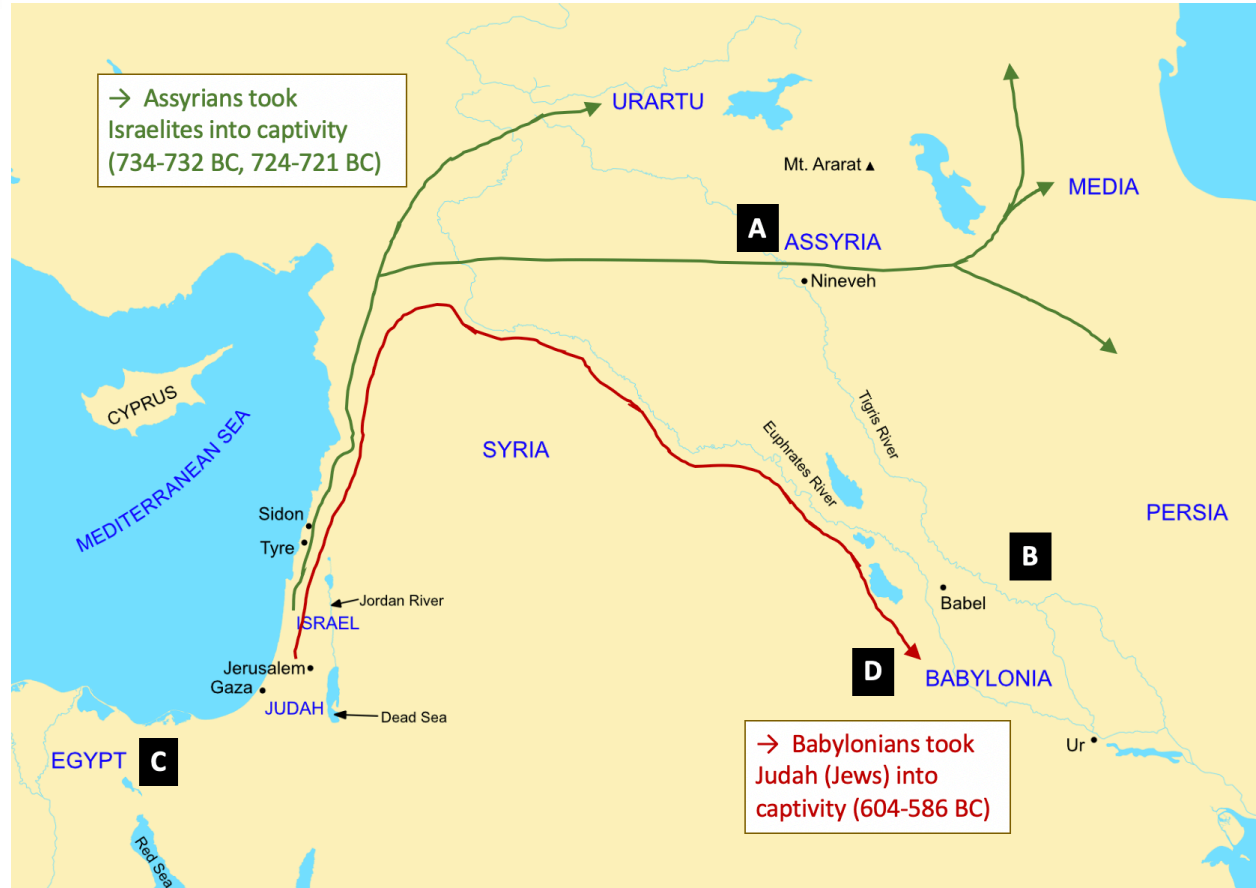 → Assyrians took
Israelites into captivity
(734-732 BC, 724-721 BC)
URARTU
Mt. Ararat
MEDIA
A
ASSYRIA
Nineveh
CYPRUS
MEDITERRANEAN SEA
SYRIA
Tigris River
Euphrates River
PERSIA
Sidon
Tyre
B
Babel
Jordan River
ISRAEL
Jerusalem
Gaza
JUDAH
Dead Sea
D
BABYLONIA
EGYPT
C
Ur
→ Babylonians took
Judah (Jews) into
captivity (604-586 BC)
Red Sea